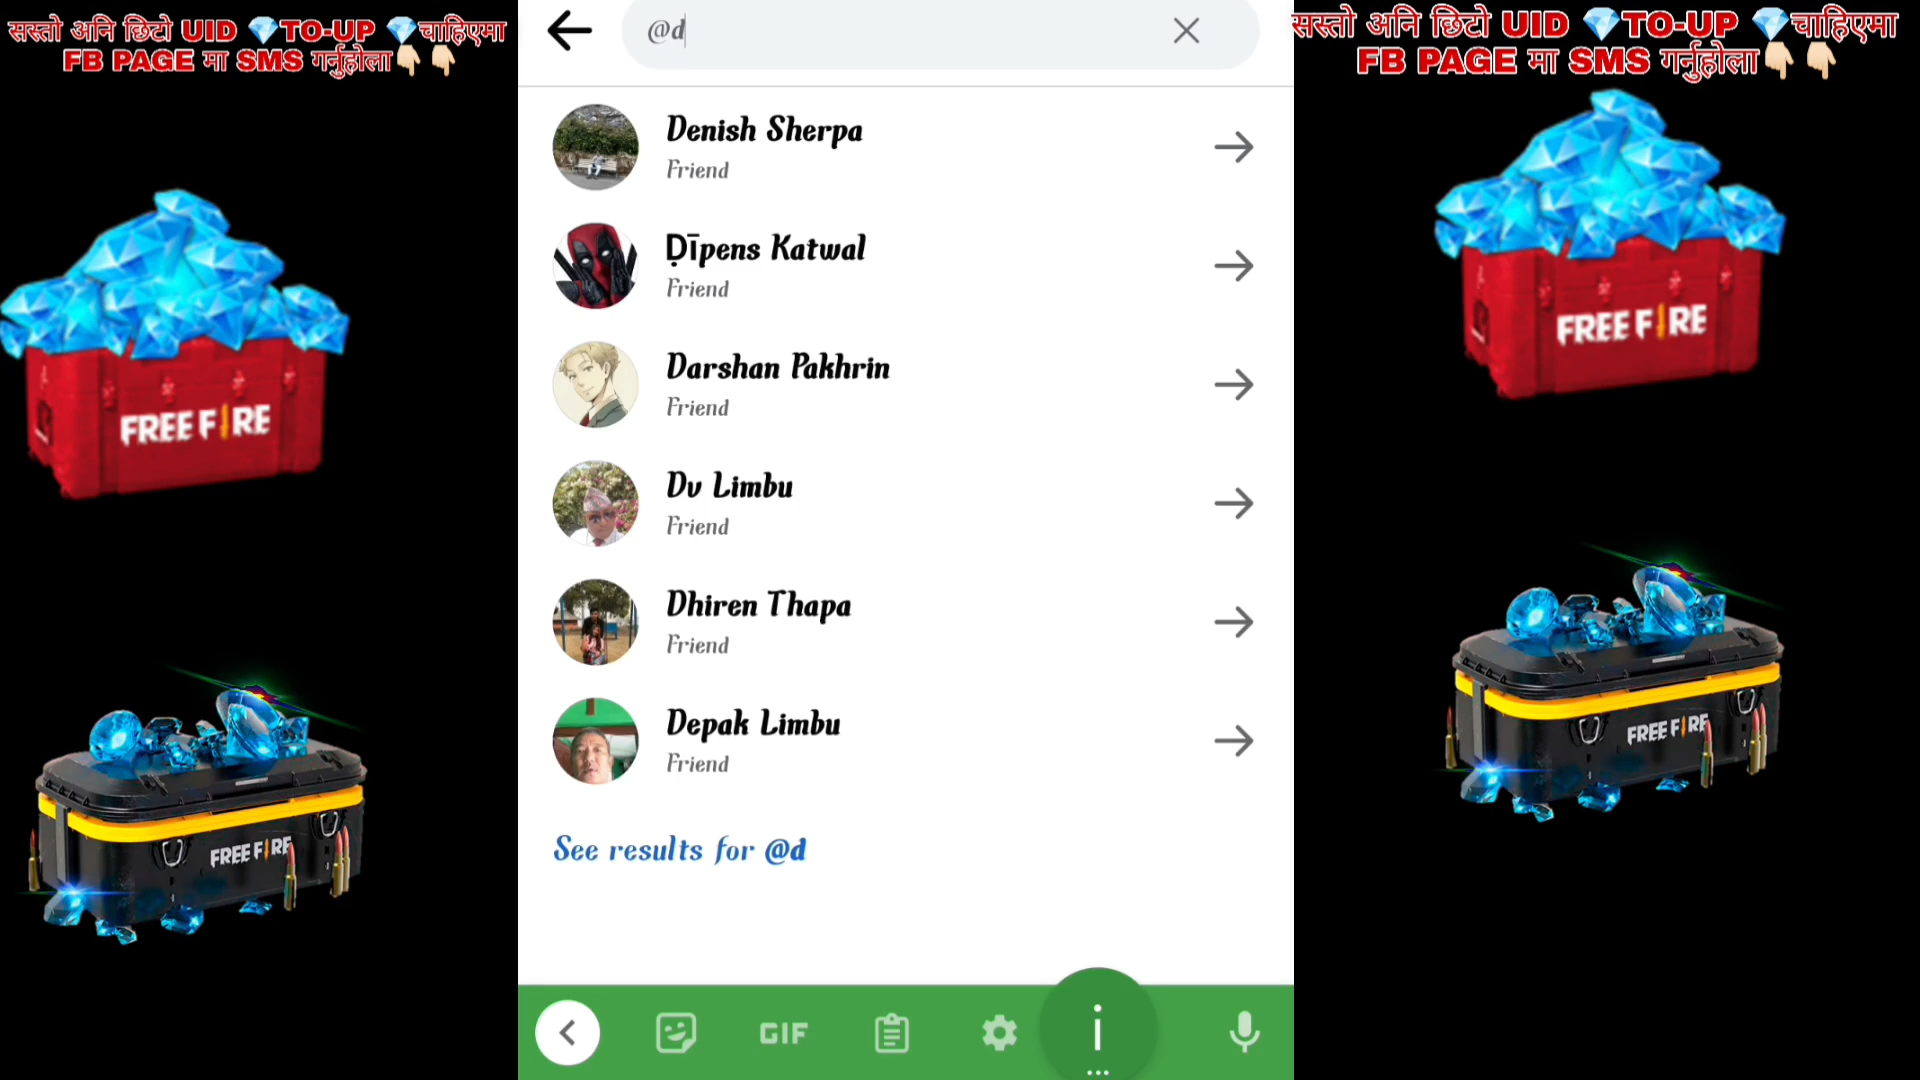 सस्तो अनि छिटो UID 💎TO-UP 💎चाहिएमा
FB PAGE मा SMS गर्नुहोला👇🏻👇🏻
FREE FIRE
FREE FIRE
@d
Denish Sherpa
Friend
Ḍīpens Katwal
Friend
Darshan Pakhrin
Friend
Dv Limbu
Friend
Dhiren Thapa
Friend
Depak Limbu
Friend
See results for @d
GIF
i
...
सस्तो अनि छिटो UID 💎TO-UP 💎चाहिएमा
FB PAGE मा SMS गर्नुहोला👇🏻👇🏻
FREE FIRE
FREE FIRE